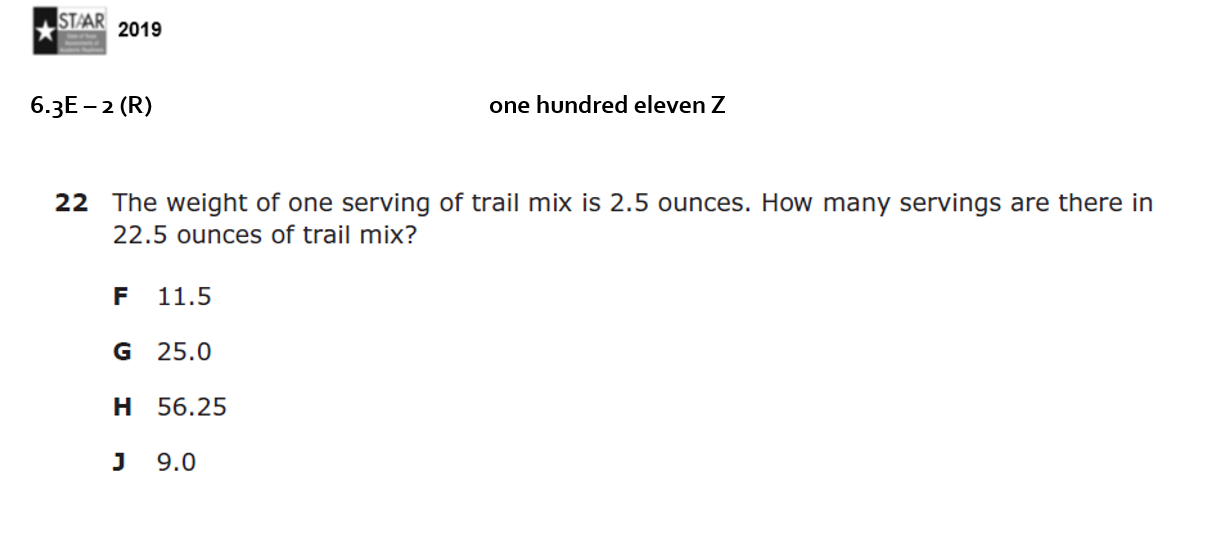 STAAR
2019
6.3E – 2 (R)
one hundred eleven Z
22 The weight of one serving of trail mix is 2.5 ounces. How many servings are there in
22.5 ounces of trail mix?
F 11.5
G 25.0
H 56.25
J 9.0